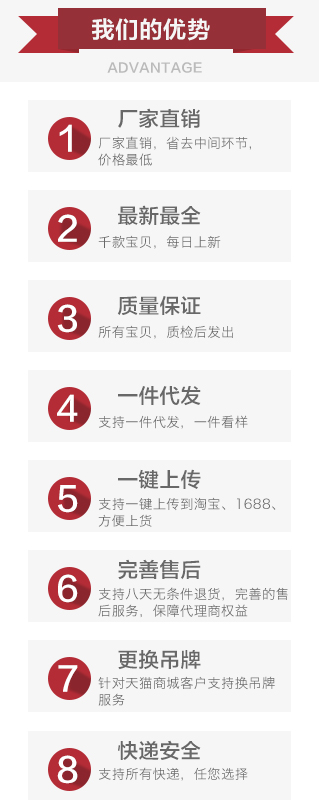 我们的优势
ADVANTAGE
1
厂家直销
厂家直销，省去中间环节，
价格最低
2
最新最全
千款宝贝，每日上新
3
质量保证
所有宝贝，质检后发出
4
一件代发
支持一件代发，一件看样
5
一键上传
支持一键上传到淘宝、1688、
方便上货
6
完善售后
支持八天无条件退货，完善的售
后服务，保障代理商权益
7
更换吊牌
针对天猫商城客户支持换吊牌
服务
8
快递安全
支持所有快递，任您选择